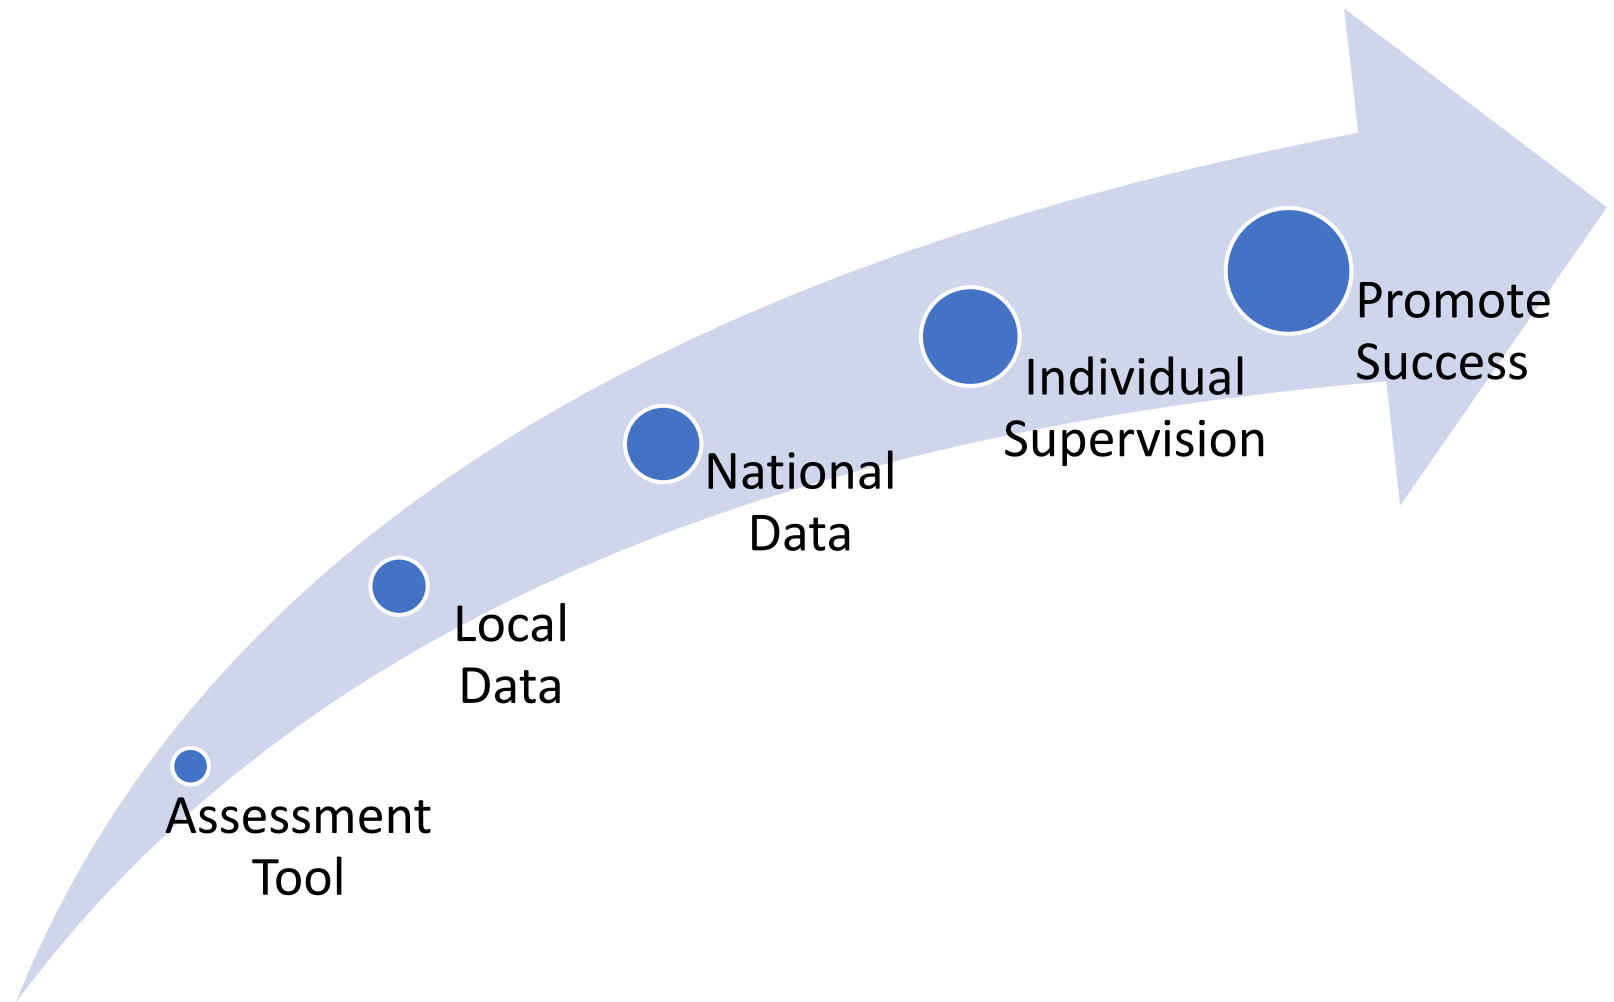 Assessment
Tool
Local
Data
National
Data
Individual
Supervision
Promote
Success